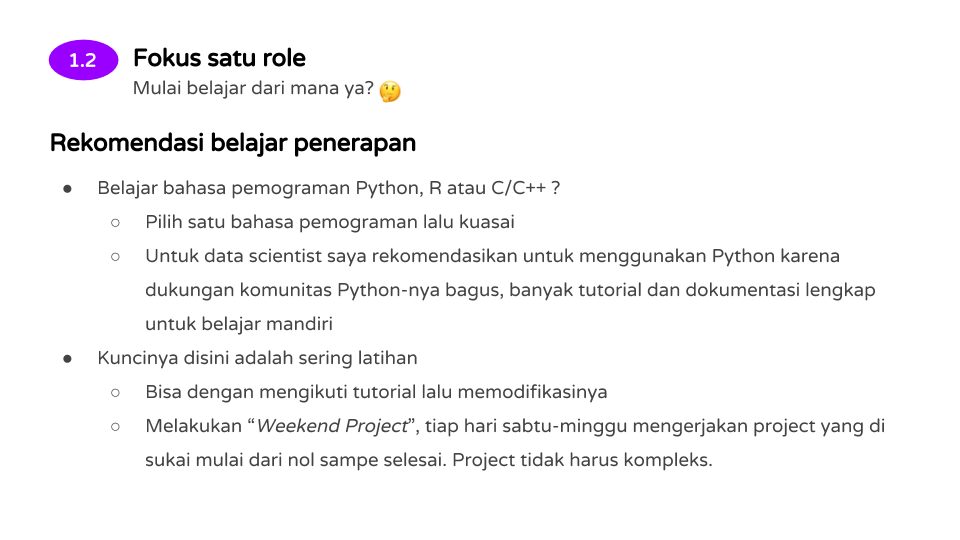 1.2
Fokus satu role
Mulai belajar dari mana ya? 🤔
Rekomendasi belajar penerapan
● Belajar bahasa pemograman Python, R atau C/C++ ?
○ Pilih satu bahasa pemograman lalu kuasai
○ Untuk data scientist saya rekomendasikan untuk menggunakan Python karena
dukungan komunitas Python-nya bagus, banyak tutorial dan dokumentasi lengkap
untuk belajar mandiri
● Kuncinya disini adalah sering latihan
○ Bisa dengan mengikuti tutorial lalu memodifikasinya
○ Melakukan “Weekend Project”, tiap hari sabtu-minggu mengerjakan project yang di
sukai mulai dari nol sampe selesai. Project tidak harus kompleks.